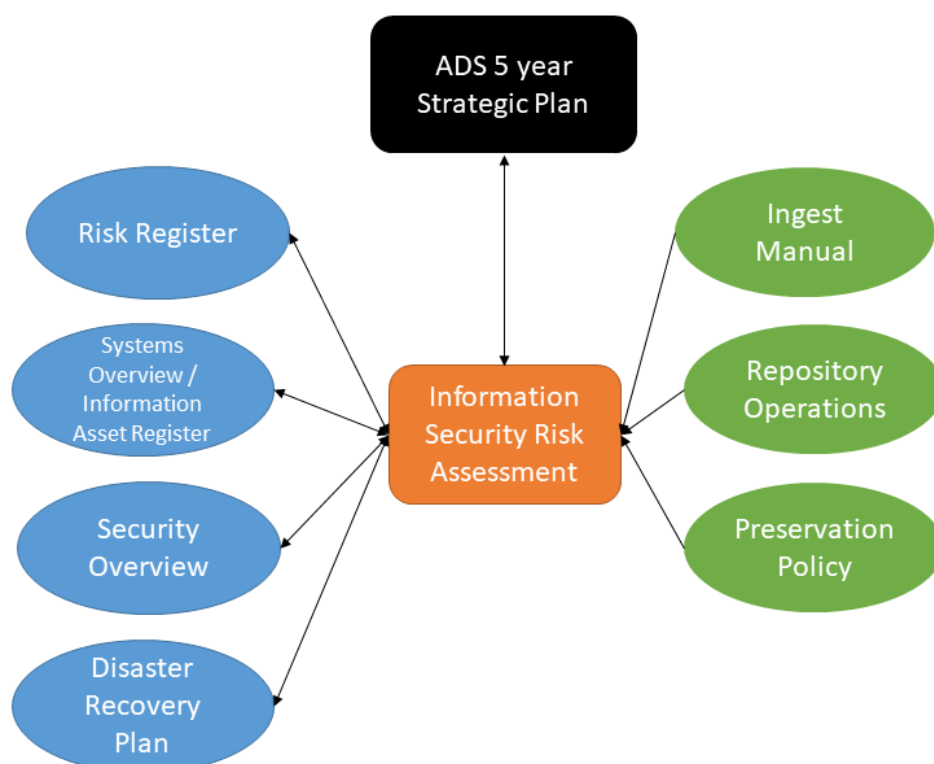 ADS 5 year
Strategic Plan
Risk Register
Systems
Overview /
Information
Asset Register
Security
Overview
Disaster
Recovery
Plan
Information
Security Risk
Assessment
Ingest
Manual
Repository
Operations
Preservation
Policy